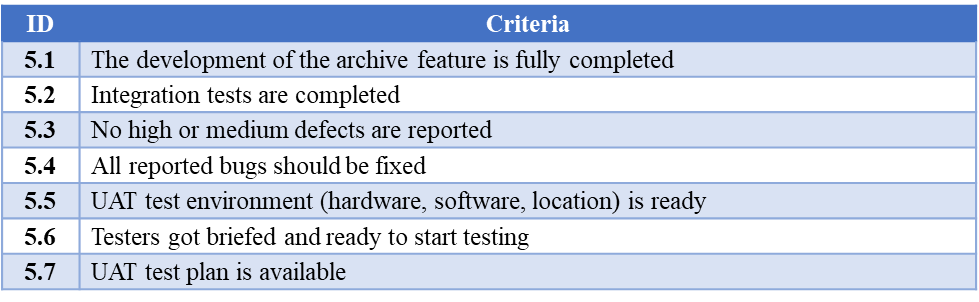 ID Criteria
5.1 The development of the archive feature is fully completed
5.2 Integration tests are completed
5.3 No high or medium defects are reported
5.4 All reported bugs should be fixed
5.5 UAT test environment (hardware, software, location) is ready
5.6 Testers got briefed and ready to start testing
5.7 UAT test plan is available